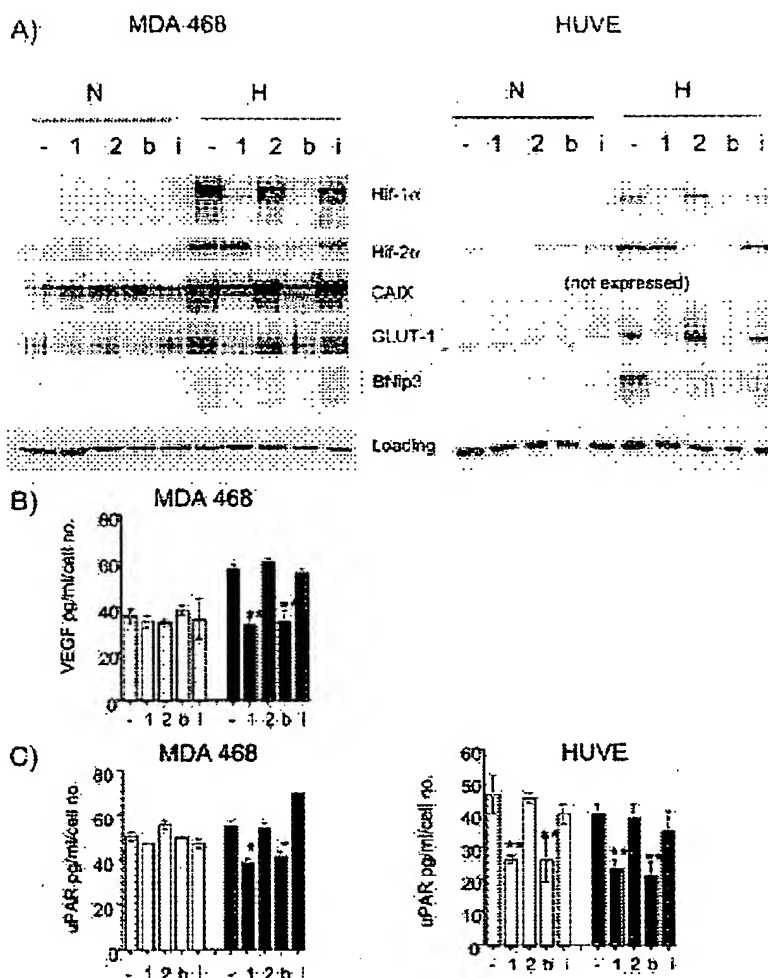 A) MDA 468 HUVE
N H N H
- 1 2 b i - 1 2 b i - 1 2 b i - 1 2 b i
Hif-1α
Hif-2α
CAIX (not expressed)
GLUT-1
BNip3
Loading
B) MDA 468
VEGF pg/ml/cell no.
80
60
40
20
0
** **
- 1 2 b i - 1 2 b i
C) MDA 468 HUVE
uPAR pg/ml/cell no. uPAR pg/ml/cell no.
80 60
60 50
40 40
20 30
0 20
10
0
* * ** ** ** **
- 1 2 b i - 1 2 b i - 1 2 b i - 1 2 b i